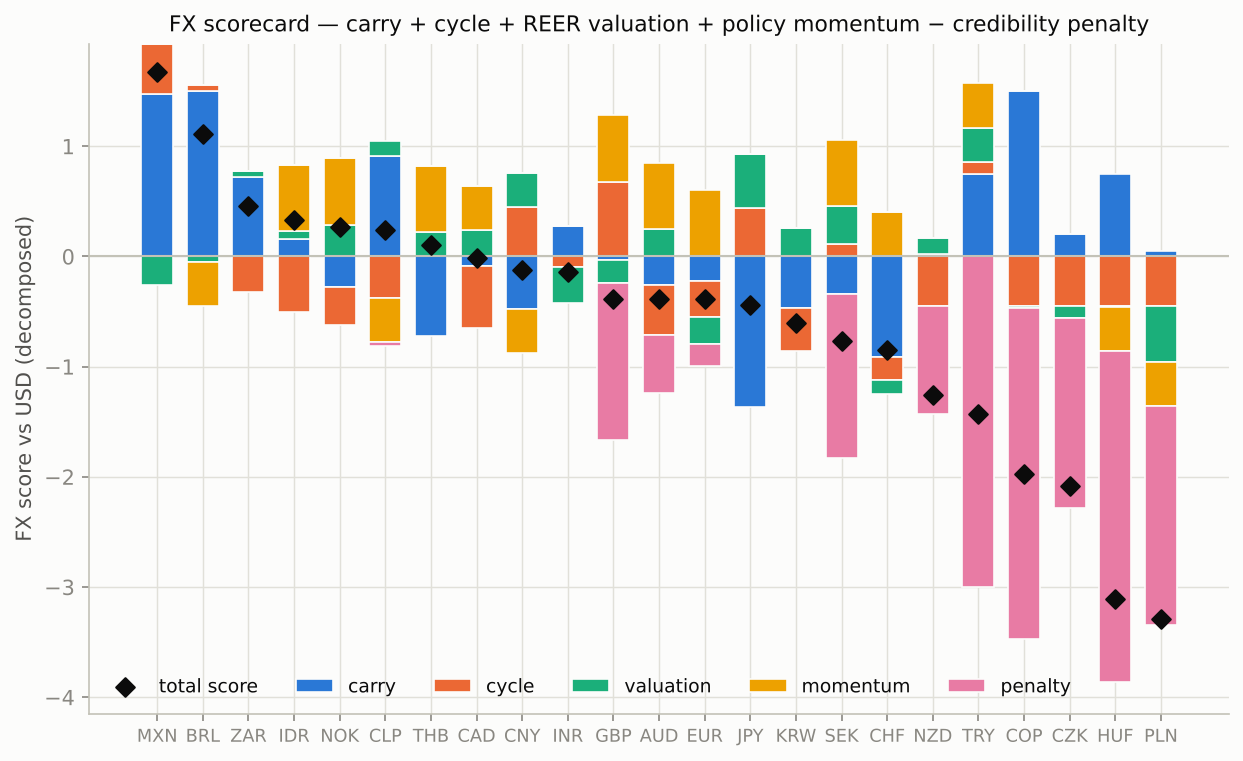 FX scorecard — carry + cycle + REER valuation + policy momentum − credibility penalty
FX score vs USD (decomposed)
1
0
−1
−2
−3
−4
total score carry cycle valuation momentum penalty
MXN BRL ZAR IDR NOK CLP THB CAD CNY INR GBP AUD EUR JPY KRW SEK CHF NZD TRY COP CZK HUF PLN